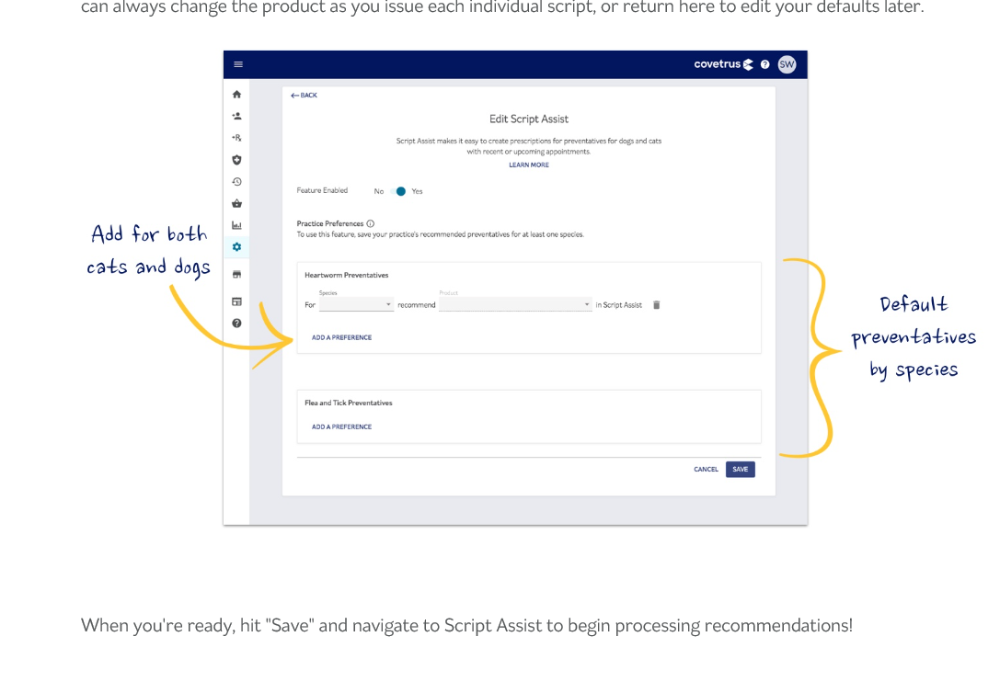 can always change the product as you issue each individual script, or return here to edit your defaults later.
covetrus
SW
BACK
Edit Script Assist
Script Assist makes it easy to create prescriptions for preventatives for dogs and cats
with recent or upcoming appointments.
LEARN MORE
Feature Enabled No Yes
Practice Preferences
To use this feature, save your practice's recommended preventatives for at least one species.
Add for both
cats and dogs
Heartworm Preventatives
Species Product
For recommend in Script Assist
ADD A PREFERENCE
Default
preventatives
by species
Flea and Tick Preventatives
ADD A PREFERENCE
CANCEL SAVE
When you're ready, hit "Save" and navigate to Script Assist to begin processing recommendations!